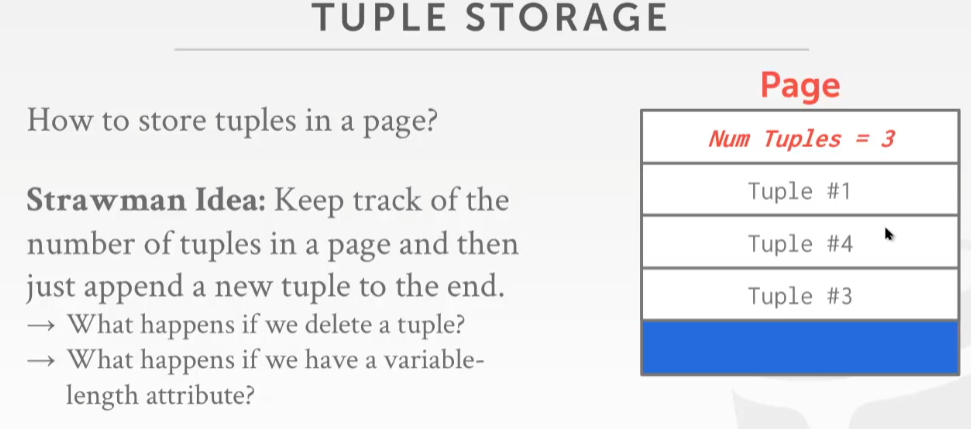 TUPLE STORAGE
How to store tuples in a page?
Strawman Idea: Keep track of the
number of tuples in a page and then
just append a new tuple to the end.
→ What happens if we delete a tuple?
→ What happens if we have a variable-
length attribute?
Page
Num Tuples = 3
Tuple #1
Tuple #4
Tuple #3